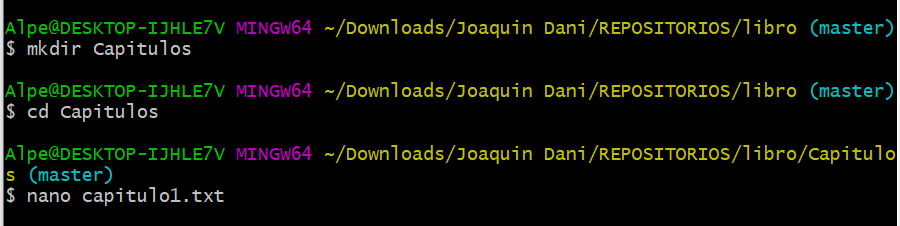 Alpe@DESKTOP-IJHLE7V MINGW64 ~/Downloads/Joaquin Dani/REPOSITORIOS/libro (master)
$ mkdir Capitulos
Alpe@DESKTOP-IJHLE7V MINGW64 ~/Downloads/Joaquin Dani/REPOSITORIOS/libro (master)
$ cd Capitulos
Alpe@DESKTOP-IJHLE7V MINGW64 ~/Downloads/Joaquin Dani/REPOSITORIOS/libro/Capitulo
s (master)
$ nano capitulo1.txt